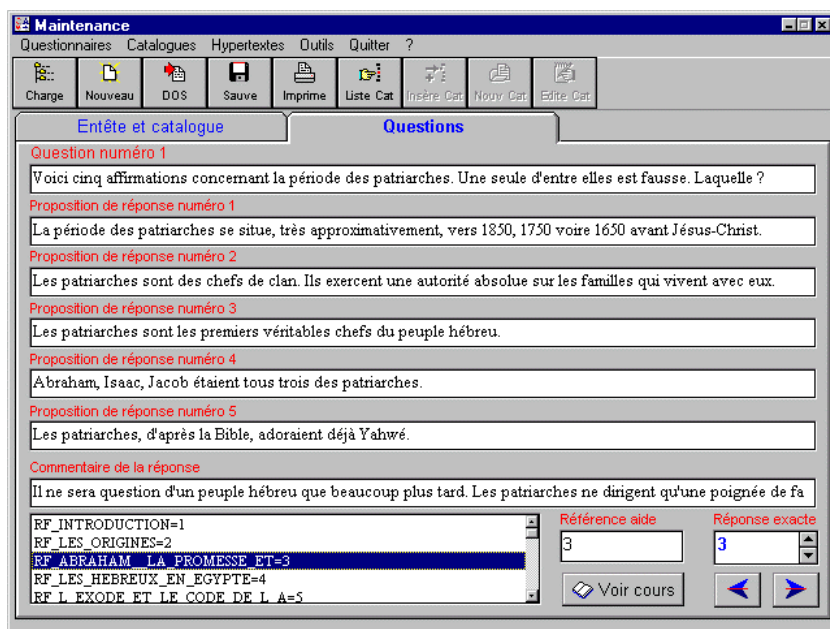 Maintenance
Questionnaires Catalogues Hypertextes Outils Quitter ?
Charge Nouveau DOS Sauve Imprime Liste Cat Insère Cat Nouv Cat Edite Cat
Entête et catalogue Questions
Question numéro 1
Voici cinq affirmations concernant la période des patriarches. Une seule d'entre elles est fausse. Laquelle ?
Proposition de réponse numéro 1
La période des patriarches se situe, très approximativement, vers 1850, 1750 voire 1650 avant Jésus-Christ.
Proposition de réponse numéro 2
Les patriarches sont des chefs de clan. Ils exercent une autorité absolue sur les familles qui vivent avec eux.
Proposition de réponse numéro 3
Les patriarches sont les premiers véritables chefs du peuple hébreu.
Proposition de réponse numéro 4
Abraham, Isaac, Jacob étaient tous trois des patriarches.
Proposition de réponse numéro 5
Les patriarches, d'après la Bible, adoraient déjà Yahwé.
Commentaire de la réponse
Il ne sera question d'un peuple hébreu que beaucoup plus tard. Les patriarches ne dirigent qu'une poignée de fa
RF_INTRODUCTION=1
RF_LES_ORIGINES=2
RF_ABRAHAM__LA_PROMESSE_ET=3
RF_LES_HEBREUX_EN_EGYPTE=4
RF_L_EXODE_ET_LE_CODE_DE_L_A=5
Référence aide Réponse exacte
3 3
Voir cours